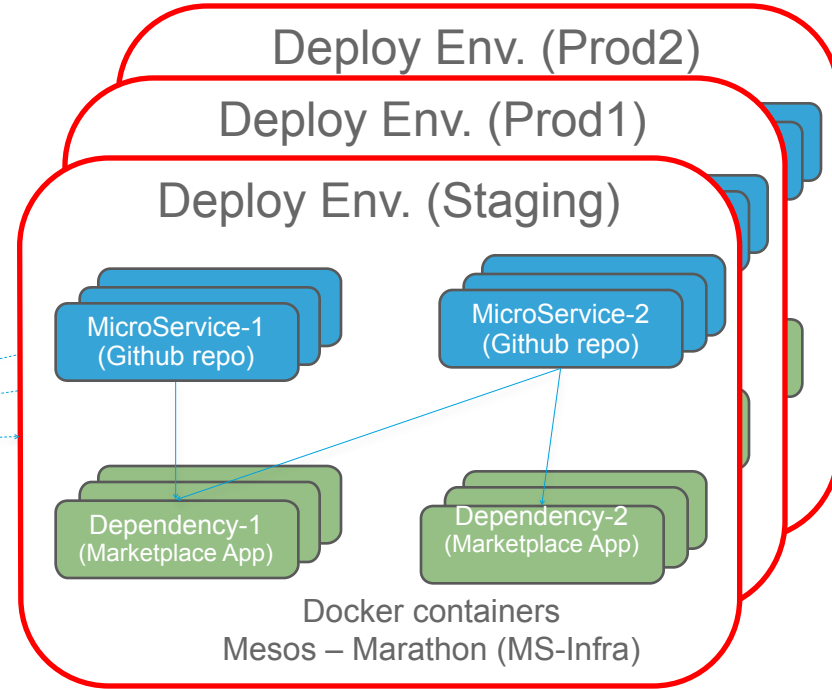 Deploy Env. (Prod2)
Deploy Env. (Prod1)
Deploy Env. (Staging)
MicroService-1
(Github repo)
MicroService-2
(Github repo)
Dependency-1
(Marketplace App)
Dependency-2
(Marketplace App)
Docker containers
Mesos – Marathon (MS-Infra)